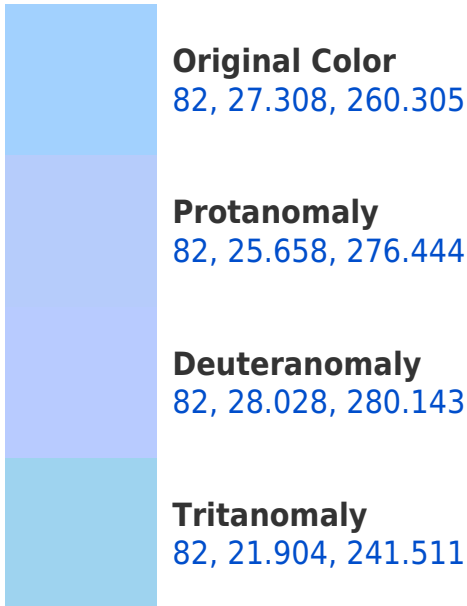 Original Color
82, 27.308, 260.305
Protanomaly
82, 25.658, 276.444
Deuteranomaly
82, 28.028, 280.143
Tritanomaly
82, 21.904, 241.511